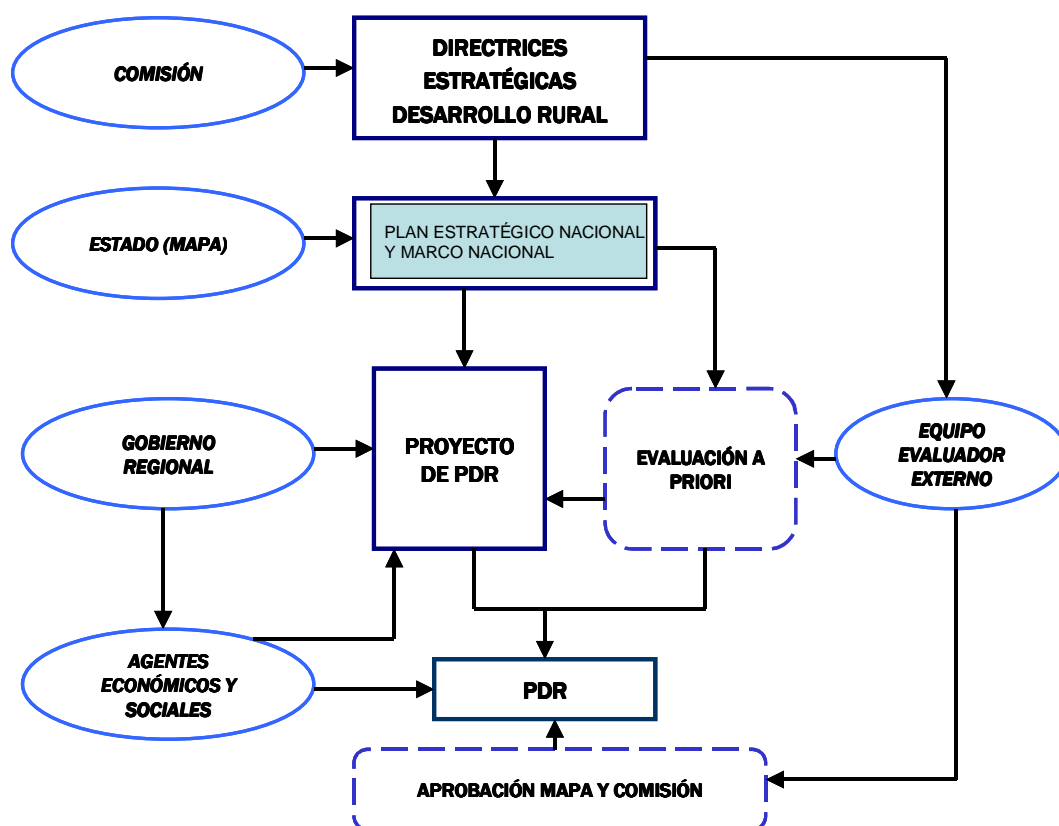 COMISIÓN
DIRECTRICES
ESTRATÉGICAS
DESARROLLO RURAL
ESTADO (MAPA)
PLAN ESTRATÉGICO NACIONAL
Y MARCO NACIONAL
GOBIERNO
REGIONAL
PROYECTO
DE PDR
EVALUACIÓN A
PRIORI
EQUIPO
EVALUADOR
EXTERNO
AGENTES
ECONÓMICOS Y
SOCIALES
PDR
APROBACIÓN MAPA Y COMISIÓN